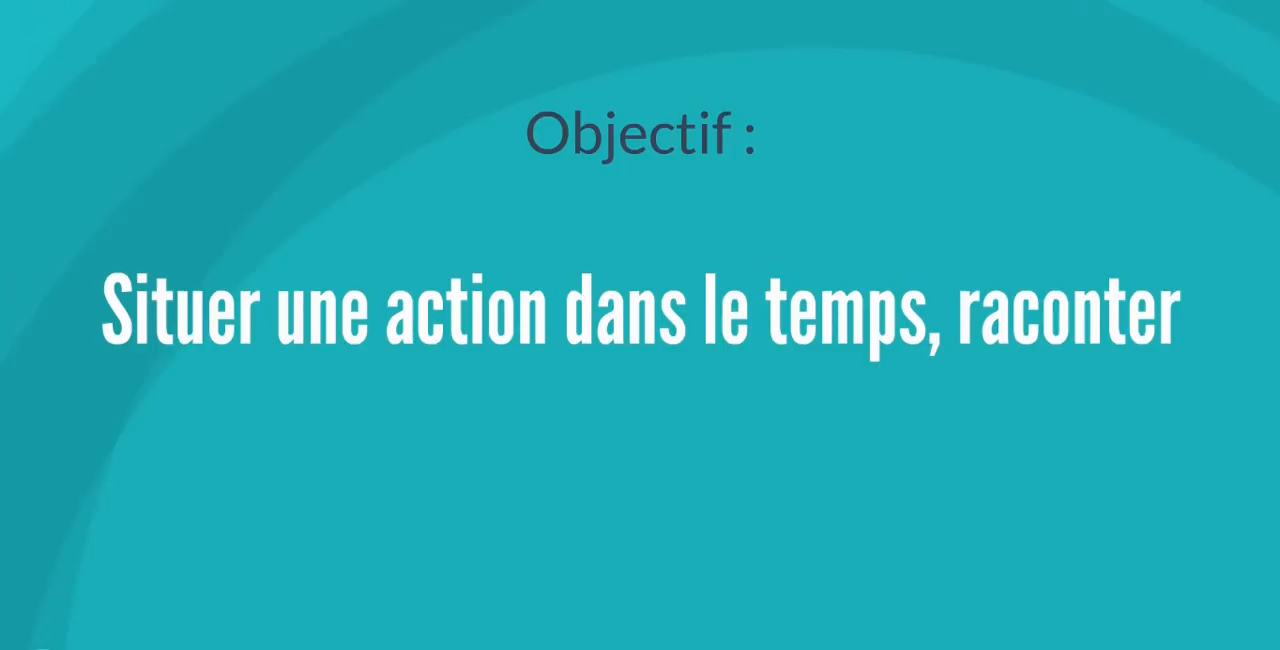 Objectif :
Situer une action dans le temps, raconter